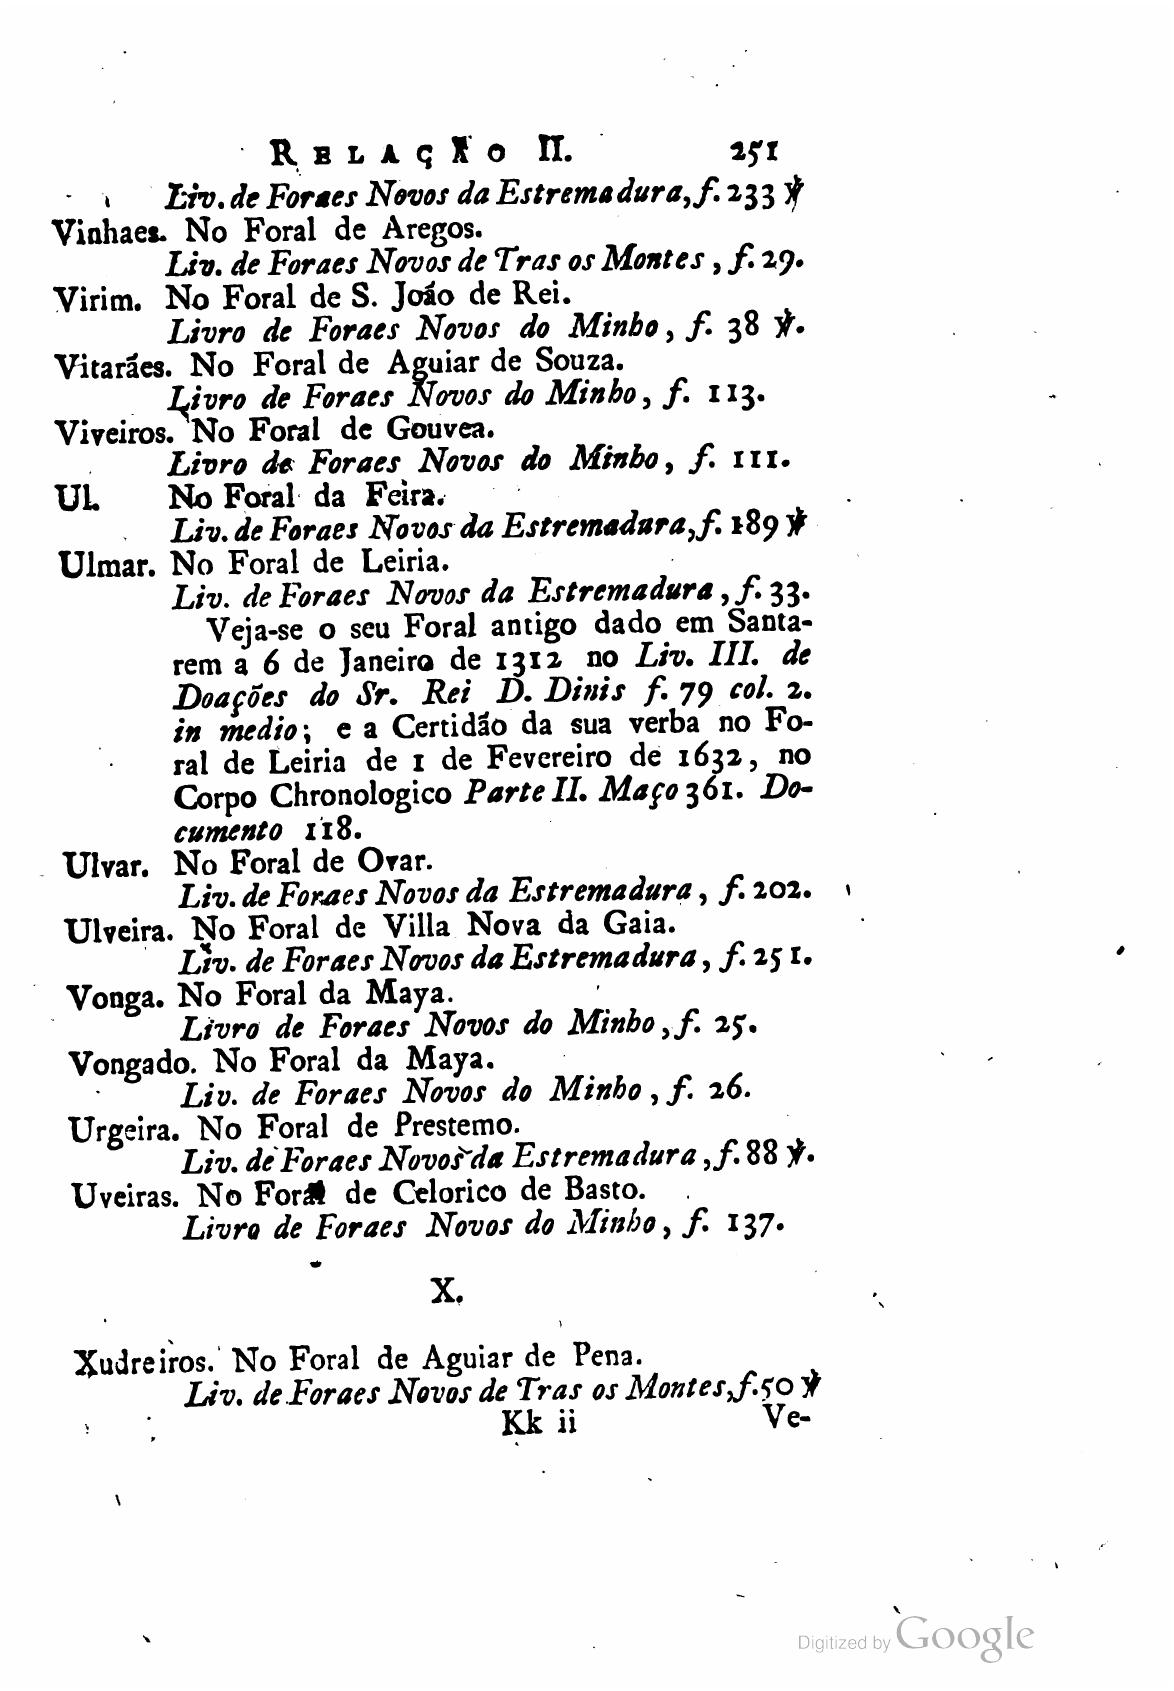 RELAÇÃO II. 251
Liv. de Foraes Novos da Estremadura, f. 233 ℣
Vinhaes. No Foral de Aregos.
Liv. de Foraes Novos de Tras os Montes, f. 29.
Virim. No Foral de S. João de Rei.
Livro de Foraes Novos do Minho, f. 38 ℣.
Vitarães. No Foral de Aguiar de Souza.
Livro de Foraes Novos do Minho, f. 113.
Viveiros. No Foral de Gouvea.
Livro de Foraes Novos do Minho, f. 111.
Ul. No Foral da Feira.
Liv. de Foraes Novos da Estremadura, f. 189 ℣
Ulmar. No Foral de Leiria.
Liv. de Foraes Novos da Estremadura, f. 33.
Veja-se o seu Foral antigo dado em Santa-
rem a 6 de Janeiro de 1312 no Liv. III. de
Doações do Sr. Rei D. Dinis f. 79 col. 2.
in medio; e a Certidão da sua verba no Fo-
ral de Leiria de 1 de Fevereiro de 1632, no
Corpo Chronologico Parte II. Maço 361. Do-
cumento 118.
Ulvar. No Foral de Ovar.
Liv. de Foraes Novos da Estremadura, f. 202.
Ulveira. No Foral de Villa Nova da Gaia.
Liv. de Foraes Novos da Estremadura, f. 251.
Vonga. No Foral da Maya.
Livro de Foraes Novos do Minho, f. 25.
Vongado. No Foral da Maya.
Liv. de Foraes Novos do Minho, f. 26.
Urgeira. No Foral de Prestemo.
Liv. de Foraes Novos da Estremadura, f. 88 ℣.
Uveiras. No Foral de Celorico de Basto.
Livro de Foraes Novos do Minho, f. 137.
X.
Xudreiros. No Foral de Aguiar de Pena.
Liv. de Foraes Novos de Tras os Montes, f. 50 ℣
Kk ii Ve-
Digitized by Google